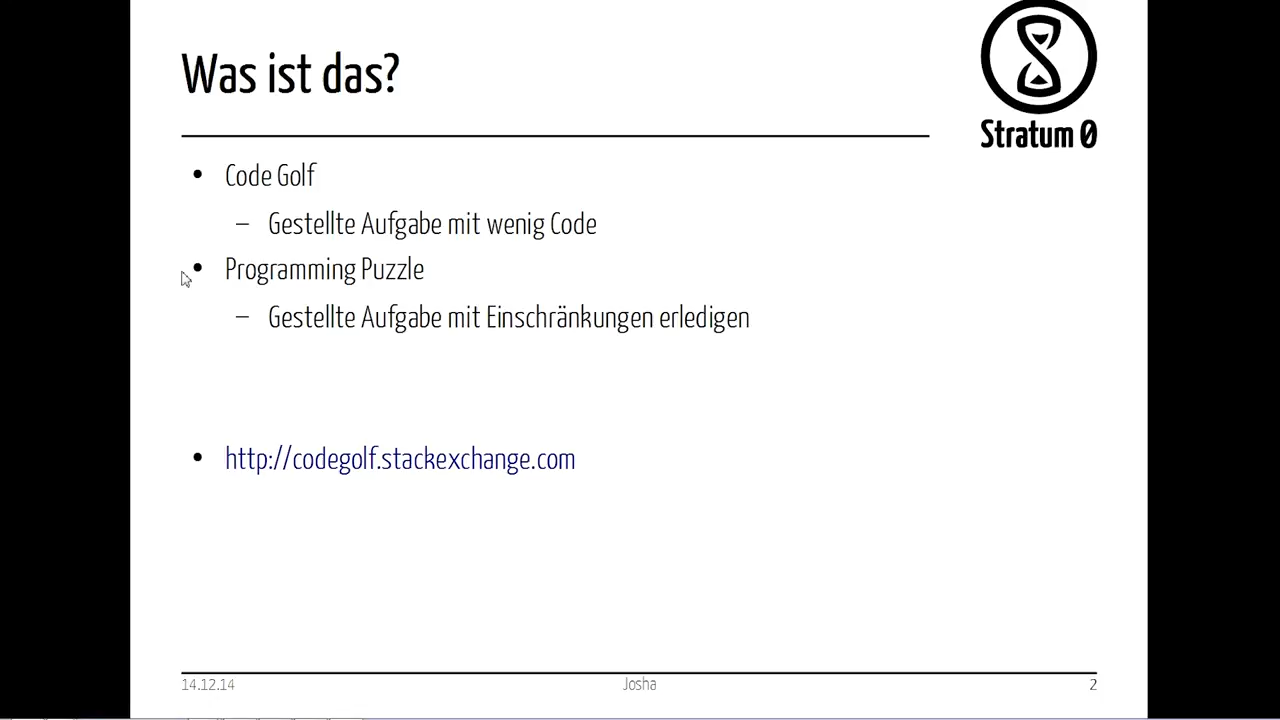 Was ist das?
Stratum 0
• Code Golf
– Gestellte Aufgabe mit wenig Code
• Programming Puzzle
– Gestellte Aufgabe mit Einschränkungen erledigen
• http://codegolf.stackexchange.com
14.12.14
Josha
2